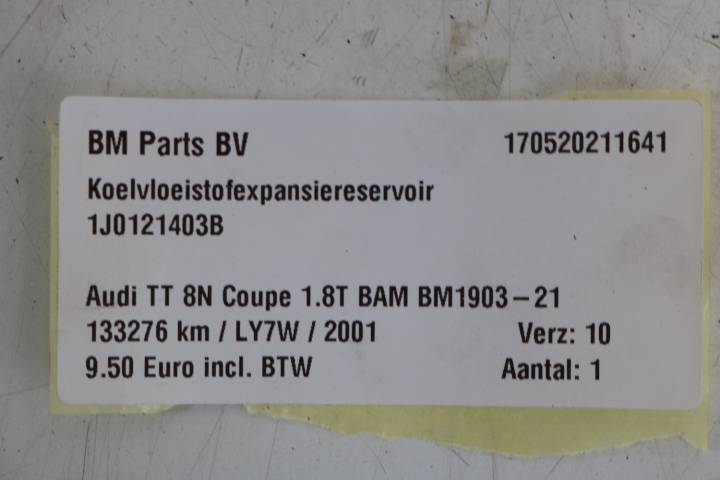 BM Parts BV 170520211641
Koelvloeistofexpansiereservoir
1J0121403B
Audi TT 8N Coupe 1.8T BAM BM1903-21
133276 km / LY7W / 2001 Verz: 10
9.50 Euro incl. BTW Aantal: 1